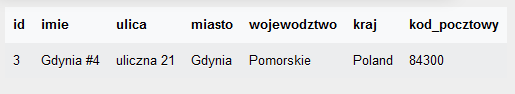 id imie ulica miasto wojewodztwo kraj kod_pocztowy
3 Gdynia #4 uliczna 21 Gdynia Pomorskie Poland 84300